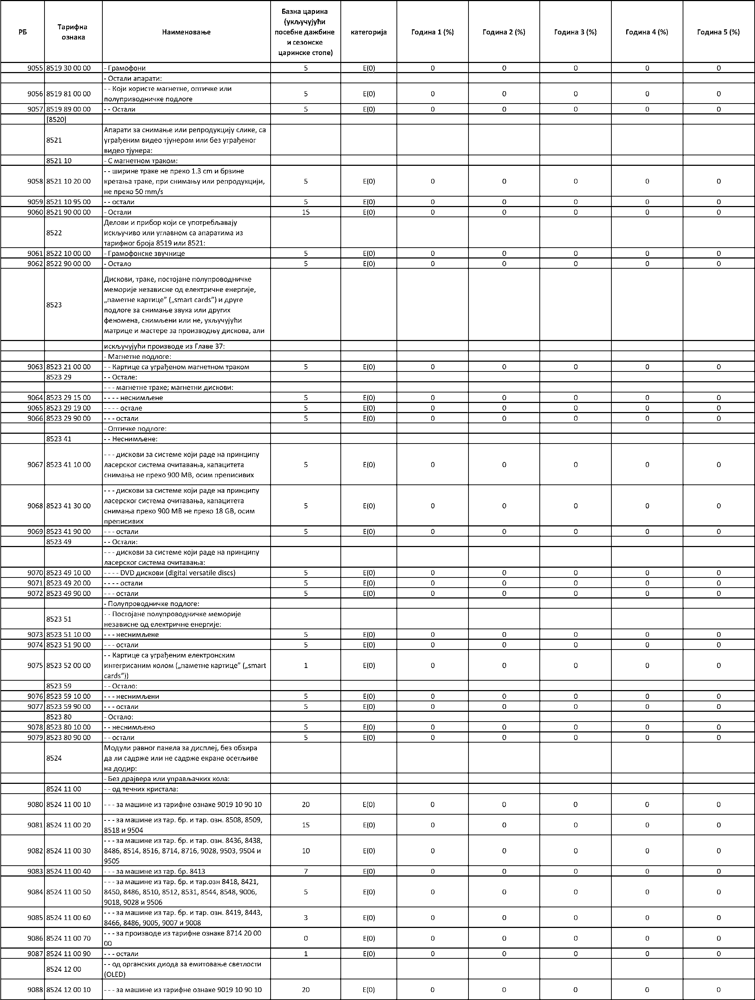 РБ Тарифна ознака Наименовање Базна царина (укључујући посебне дажбине и сезонске царинске стопе) категорија Година 1 (%) Година 2 (%) Година 3 (%) Година 4 (%) Година 5 (%)
9055 8519 30 00 00 - Грамофони 5 E(0) 0 0 0 0 0
- Остали апарати:
9056 8519 81 00 00 - - Који користе магнетне, оптичке или
полуприводничке подлоге 5 E(0) 0 0 0 0 0
9057 8519 89 00 00 - - Остали 5 E(0) 0 0 0 0 0
[8520]
8521 Апарати за снимање или репродукцију слике, са
уграђеним видео тјунером или без уграђеног
видео тјунера:
8521 10 - С магнетном траком:
9058 8521 10 20 00 - - ширине траке не преко 1.3 cm и брзине
кретања траке, при снимању или репродукцији,
не преко 50 mm/s 5 E(0) 0 0 0 0 0
9059 8521 10 95 00 - - остали 5 E(0) 0 0 0 0 0
9060 8521 90 00 00 - Остали 15 E(0) 0 0 0 0 0
8522 Делови и прибор који се употребљавају
искључиво или углавном са апаратима из
тарифног броја 8519 или 8521:
9061 8522 10 00 00 - Грамофонске звучнице 5 E(0) 0 0 0 0 0
9062 8522 90 00 00 - Остало 5 E(0) 0 0 0 0 0
8523 Дискови, траке, постојане полупроводничке
меморије независне од електричне енергије,
„паметне картице” („smart cards”) и друге
подлоге за снимање звука или других
феномена, снимљени или не, укључујући
матрице и мастере за производњу дискова, али
искључујући производе из Главе 37:
- Магнетне подлоге:
9063 8523 21 00 00 - - Картице са уграђеном магнетном траком 5 E(0) 0 0 0 0 0
8523 29 - - Остале:
- - - магнетне траке; магнетни дискови:
9064 8523 29 15 00 - - - - неснимљене 5 E(0) 0 0 0 0 0
9065 8523 29 19 00 - - - - остале 5 E(0) 0 0 0 0 0
9066 8523 29 90 00 - - - остали 5 E(0) 0 0 0 0 0
- Оптичке подлоге:
8523 41 - - Неснимљене:
9067 8523 41 10 00 - - - дискови за системе који раде на принципу
ласерског система очитавања, капацитета
снимања не преко 900 MB, осим преписивих 5 E(0) 0 0 0 0 0
9068 8523 41 30 00 - - - дискови за системе који раде на принципу
ласерског система очитавања, капацитета
снимања преко 900 MB не преко 18 GB, осим
преписивих 5 E(0) 0 0 0 0 0
9069 8523 41 90 00 - - - остали 5 E(0) 0 0 0 0 0
8523 49 - - Остали:
- - - дискови за системе који раде на принципу
ласерског система очитавања:
9070 8523 49 10 00 - - - - DVD дискови (digital versatile discs) 5 E(0) 0 0 0 0 0
9071 8523 49 20 00 - - - - остали 5 E(0) 0 0 0 0 0
9072 8523 49 90 00 - - - остали 5 E(0) 0 0 0 0 0
- Полупроводничке подлоге:
8523 51 - - Постојане полупроводничке меморије
независне од електричне енергије:
9073 8523 51 10 00 - - - неснимљене 5 E(0) 0 0 0 0 0
9074 8523 51 90 00 - - - остали 5 E(0) 0 0 0 0 0
9075 8523 52 00 00 - - Картице са уграђеним електронским
интегрисаним колом („паметне картице” („smart
cards”)) 1 E(0) 0 0 0 0 0
8523 59 - - Остало:
9076 8523 59 10 00 - - - неснимљени 5 E(0) 0 0 0 0 0
9077 8523 59 90 00 - - - остали 5 E(0) 0 0 0 0 0
8523 80 - Остало:
9078 8523 80 10 00 - - неснимљено 5 E(0) 0 0 0 0 0
9079 8523 80 90 00 - - остали 5 E(0) 0 0 0 0 0
8524 Модули равног панела за дисплеј, без обзира
да ли садрже или не садрже екране осетљиве
на додир:
- Без драјвера или управљачких кола:
8524 11 00 - - од течних кристала:
9080 8524 11 00 10 - - - за машине из тарифне ознаке 9019 10 90 10 20 E(0) 0 0 0 0 0
9081 8524 11 00 20 - - - за машине из тар. бр. и тар. озн. 8508, 8509,
8518 и 9504 15 E(0) 0 0 0 0 0
9082 8524 11 00 30 - - - за машине из тар. бр. и тар. озн. 8436, 8438,
8486, 8514, 8516, 8714, 8716, 9028, 9503, 9504 и
9505 10 E(0) 0 0 0 0 0
9083 8524 11 00 40 - - - за машине из тар. бр. 8413 7 E(0) 0 0 0 0 0
9084 8524 11 00 50 - - - за машине из тар. бр. и тар.озн 8418, 8421,
8450, 8486, 8510, 8512, 8531, 8544, 8548, 9006,
9018, 9028 и 9506 5 E(0) 0 0 0 0 0
9085 8524 11 00 60 - - - за машине из тар. бр. и тар. озн. 8419, 8443,
8466, 8486, 9005, 9007 и 9008 3 E(0) 0 0 0 0 0
9086 8524 11 00 70 - - - за производе из тарифне ознаке 8714 20 00
00 0 E(0) 0 0 0 0 0
9087 8524 11 00 90 - - - остали 1 E(0) 0 0 0 0 0
8524 12 00 - - од органских диода за емитовање светлости
(OLED)
9088 8524 12 00 10 - - - за машине из тарифне ознаке 9019 10 90 10 20 E(0) 0 0 0 0 0